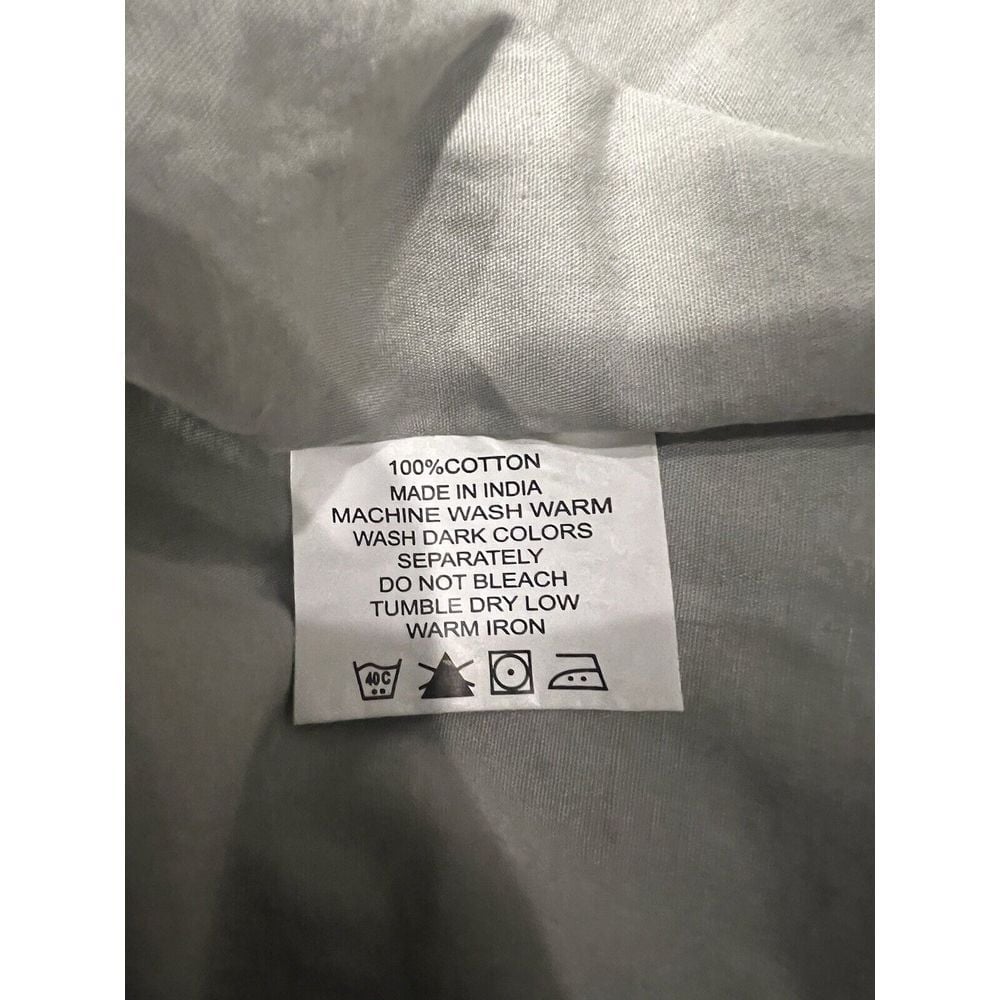 100%COTTON
MADE IN INDIA
MACHINE WASH WARM
WASH DARK COLORS
SEPARATELY
DO NOT BLEACH
TUMBLE DRY LOW
WARM IRON
40C